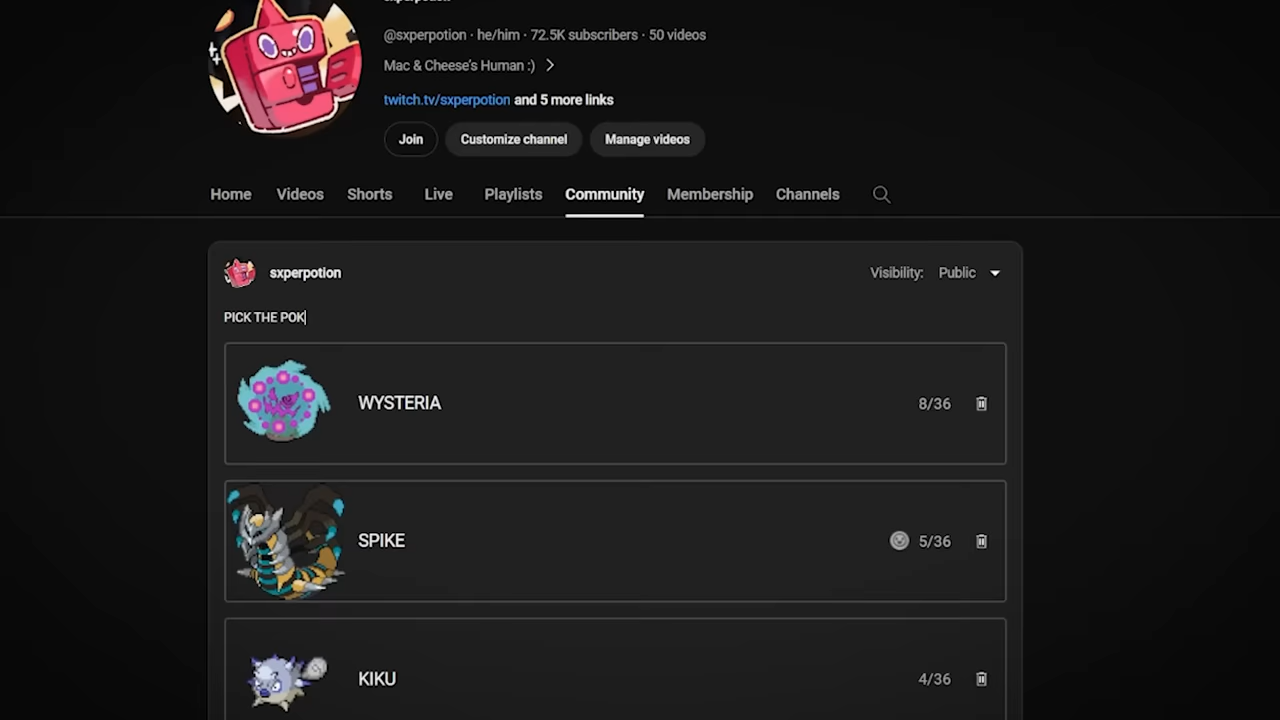 @sxperpotion · he/him · 72.5K subscribers · 50 videos
Mac & Cheese's Human :)
twitch.tv/sxperpotion and 5 more links
Join Customize channel Manage videos
Home Videos Shorts Live Playlists Community Membership Channels
sxperpotion Visibility: Public
PICK THE POK
WYSTERIA 8/36
SPIKE 5/36
KIKU 4/36